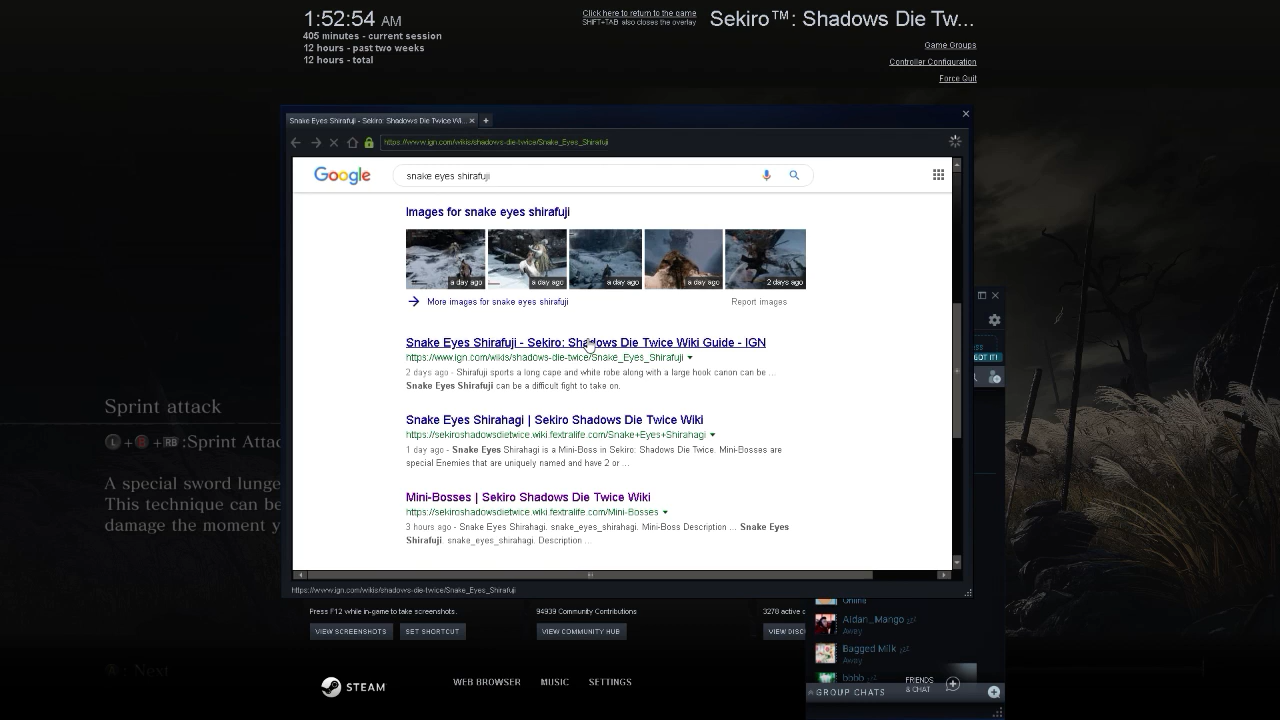 1:52:54 AM
405 minutes - current session
12 hours - past two weeks
12 hours - total
Click here to return to the game
SHIFT+TAB also closes the overlay
Sekiro™: Shadows Die Tw...
Game Groups
Controller Configuration
Force Quit
Snake Eyes Shirafuji - Sekiro: Shadows Die Twice Wi...
https://www.ign.com/wikis/shadows-die-twice/Snake_Eyes_Shirafuji
Google
snake eyes shirafuji
Images for snake eyes shirafuji
a day ago
a day ago
a day ago
a day ago
2 days ago
More images for snake eyes shirafuji
Report images
Snake Eyes Shirafuji - Sekiro: Shadows Die Twice Wiki Guide - IGN
https://www.ign.com/wikis/shadows-die-twice/Snake_Eyes_Shirafuji
2 days ago - Shirafuji sports a long cape and white robe along with a large hook canon can be ...
Snake Eyes Shirafuji can be a difficult fight to take on.
Snake Eyes Shirahagi | Sekiro Shadows Die Twice Wiki
https://sekiroshadowsdietwice.wiki.fextralife.com/Snake+Eyes+Shirahagi
1 day ago - Snake Eyes Shirahagi is a Mini-Boss in Sekiro: Shadows Die Twice. Mini-Bosses are
special Enemies that are uniquely named and have 2 or ...
Mini-Bosses | Sekiro Shadows Die Twice Wiki
https://sekiroshadowsdietwice.wiki.fextralife.com/Mini-Bosses
3 hours ago - Snake Eyes Shirahagi. snake_eyes_shirahagi. Mini-Boss Description ... Snake Eyes
Shirafuji. snake_eyes_shirahagi. Description ...
https://www.ign.com/wikis/shadows-die-twice/Snake_Eyes_Shirafuji
Sprint attack
L + B + RB :Sprint Attac
A special sword lunge
This technique can be
damage the moment y
Next
GOT IT!
Press F12 while in-game to take screenshots.
VIEW SCREENSHOTS
SET SHORTCUT
94939 Community Contributions
VIEW COMMUNITY HUB
3278 active
VIEW DISC
Online
Aldan_Mango
Away
Bagged Milk
Away
bbbb
FRIENDS
& CHAT
GROUP CHATS
STEAM
WEB BROWSER
MUSIC
SETTINGS